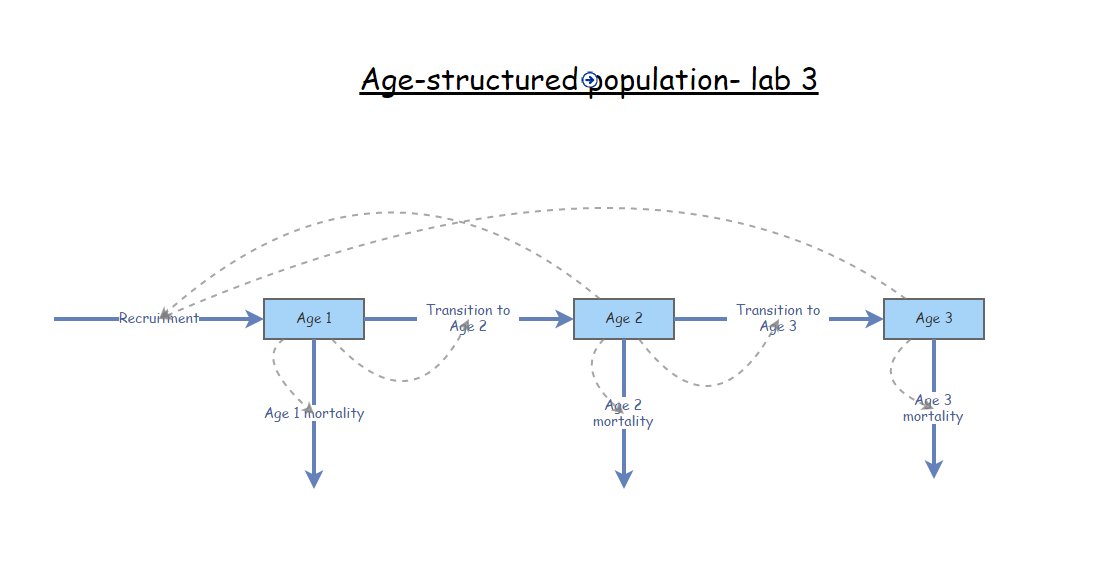 Age-structured population- lab 3
Recruitment
Age 1
Transition to
Age 2
Age 2
Transition to
Age 3
Age 3
Age 1 mortality
Age 2
mortality
Age 3
mortality